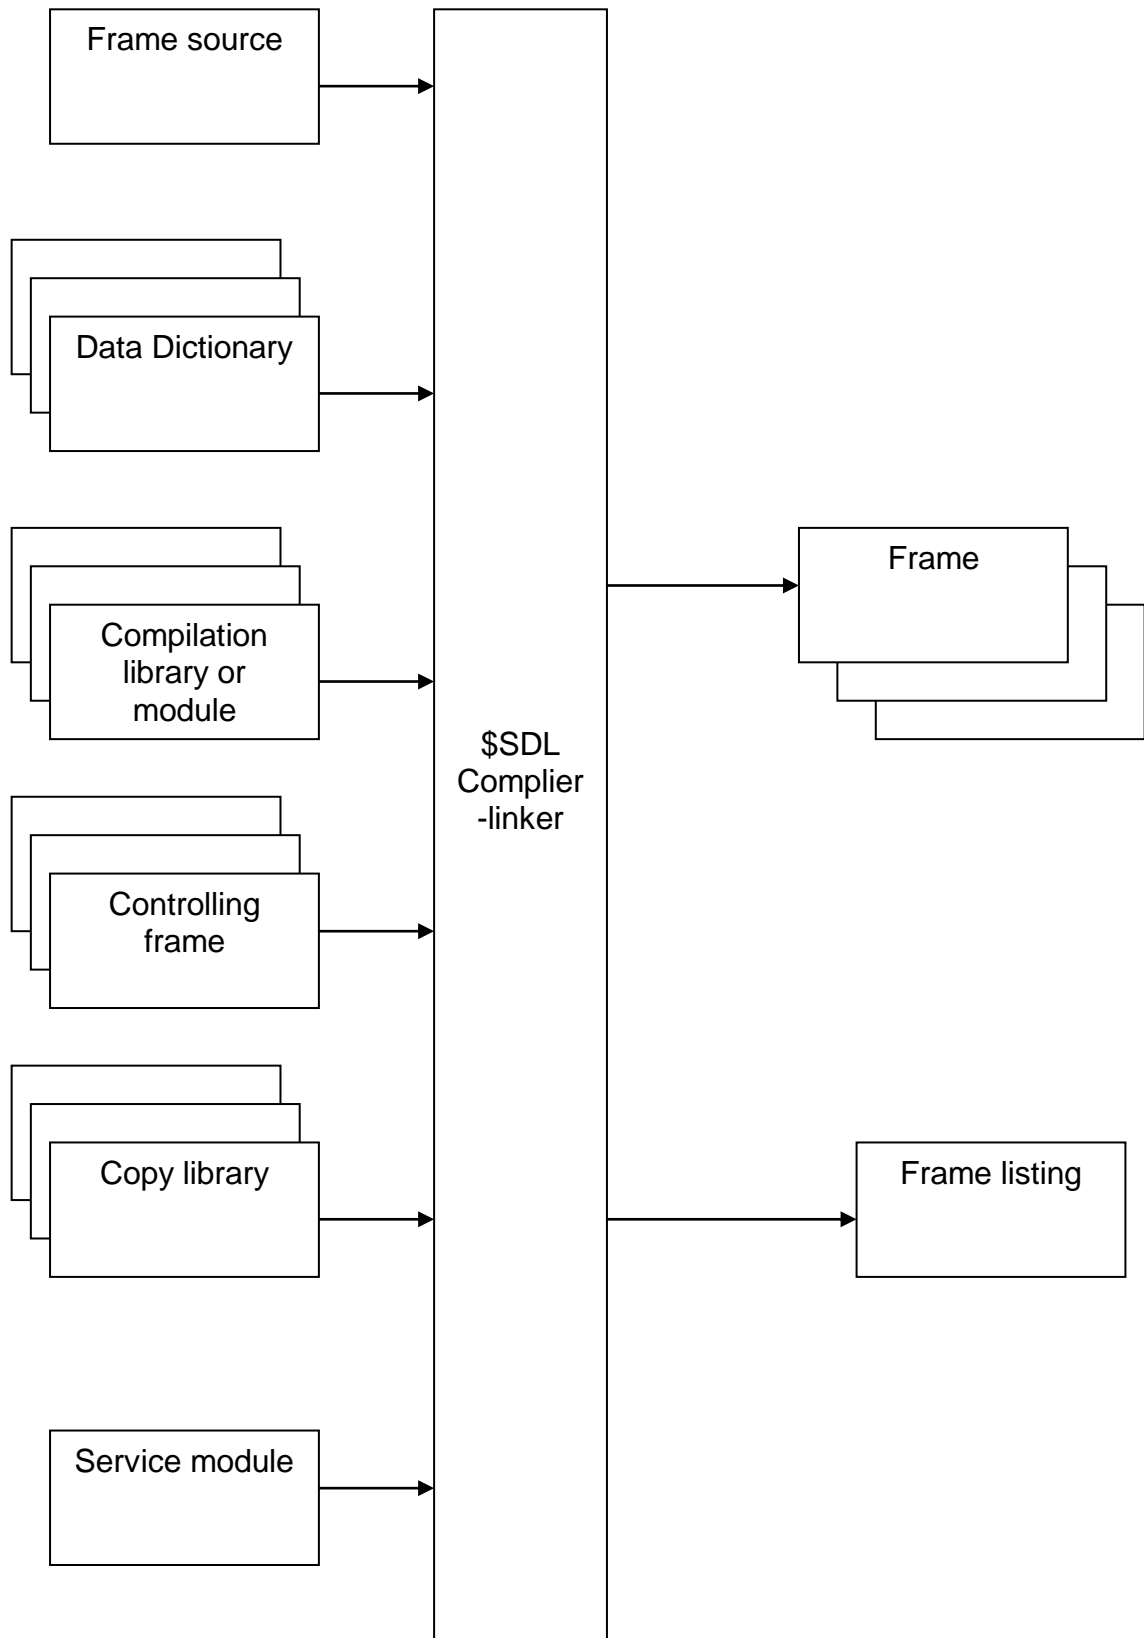 Frame source
Data Dictionary
Compilation
library or
module
Controlling
frame
Copy library
Service module
$SDL
Complier
-linker
Frame
Frame listing